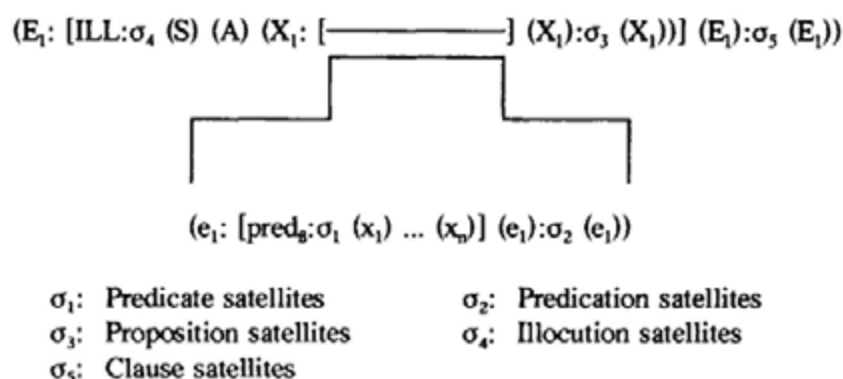 (E₁: [ILL:σ₄ (S) (A) (X₁: [————] (X₁):σ₃ (X₁))] (E₁):σ₅ (E₁))
(e₁: [predᵦ:σ₁ (x₁) ... (xₙ)] (e₁):σ₂ (e₁))
σ₁: Predicate satellites σ₂: Predication satellites
σ₃: Proposition satellites σ₄: Illocution satellites
σ₅: Clause satellites